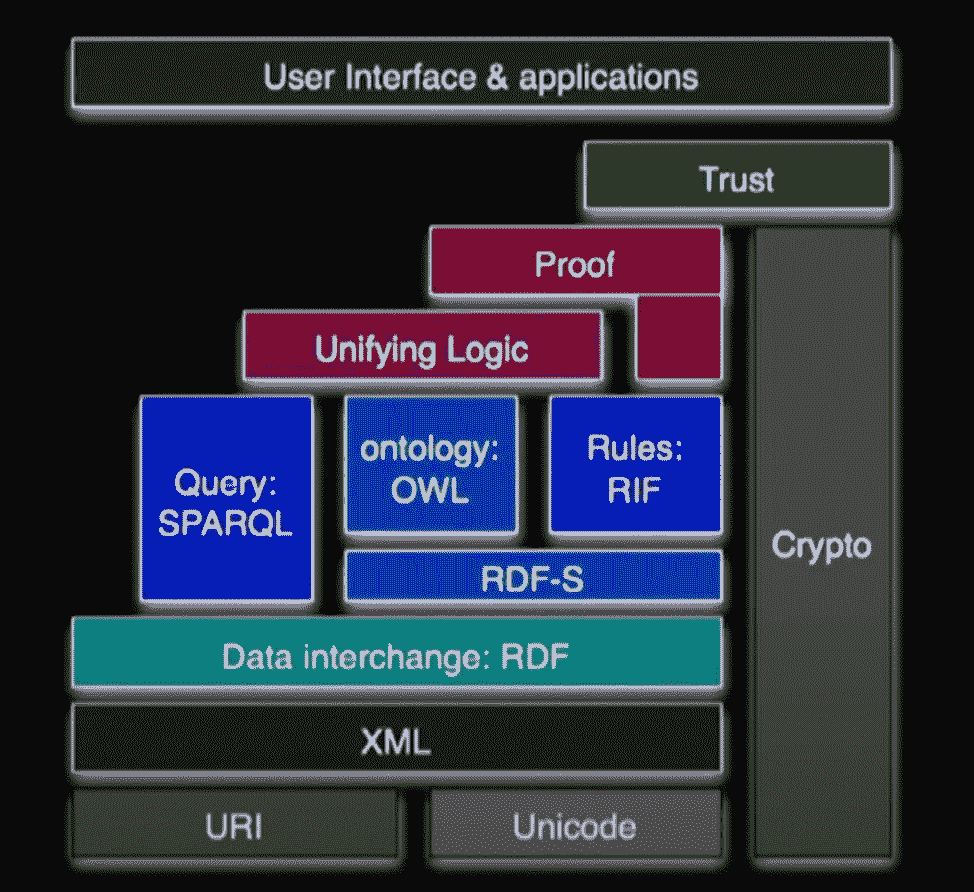 User Interface & applications
Trust
Proof
Unifying Logic
Query:
SPARQL
ontology:
OWL
Rules:
RIF
Crypto
RDF-S
Data interchange: RDF
XML
URI
Unicode